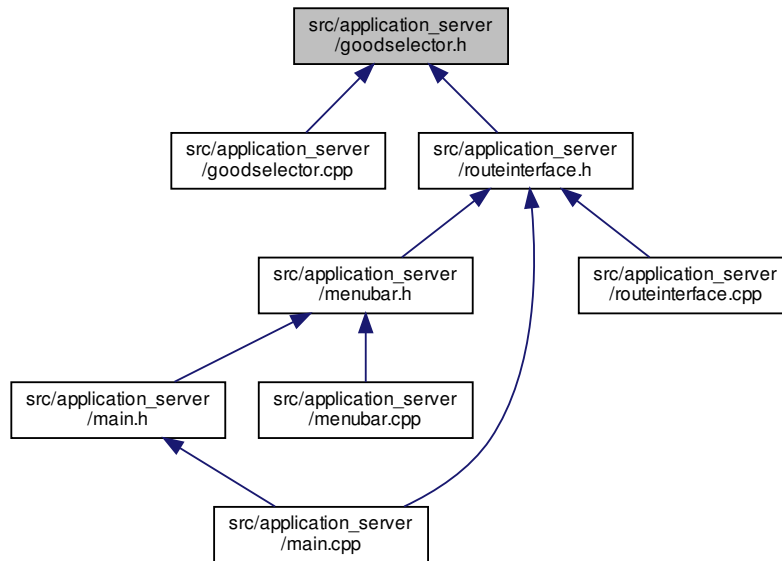 src/application_server
/goodselector.h
src/application_server
/goodselector.cpp
src/application_server
/routeinterface.h
src/application_server
/menubar.h
src/application_server
/routeinterface.cpp
src/application_server
/main.h
src/application_server
/menubar.cpp
src/application_server
/main.cpp